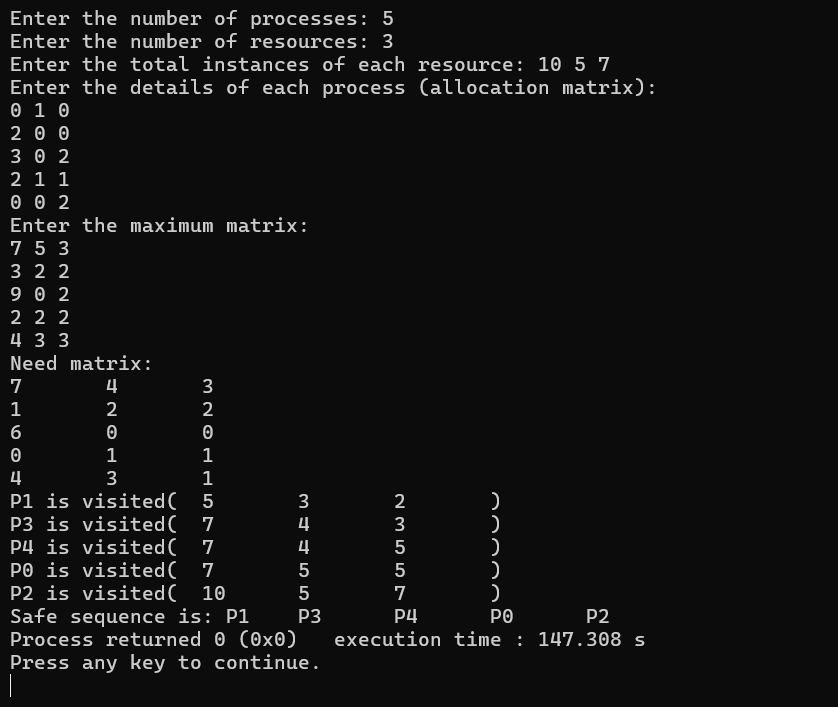 Enter the number of processes: 5
Enter the number of resources: 3
Enter the total instances of each resource: 10 5 7
Enter the details of each process (allocation matrix):
0 1 0
2 0 0
3 0 2
2 1 1
0 0 2
Enter the maximum matrix:
7 5 3
3 2 2
9 0 2
2 2 2
4 3 3
Need matrix:
7       4       3
1       2       2
6       0       0
0       1       1
4       3       1
P1 is visited(  5       3       2       )
P3 is visited(  7       4       3       )
P4 is visited(  7       4       5       )
P0 is visited(  7       5       5       )
P2 is visited(  10      5       7       )
Safe sequence is: P1    P3      P4      P0      P2
Process returned 0 (0x0)   execution time : 147.308 s
Press any key to continue.